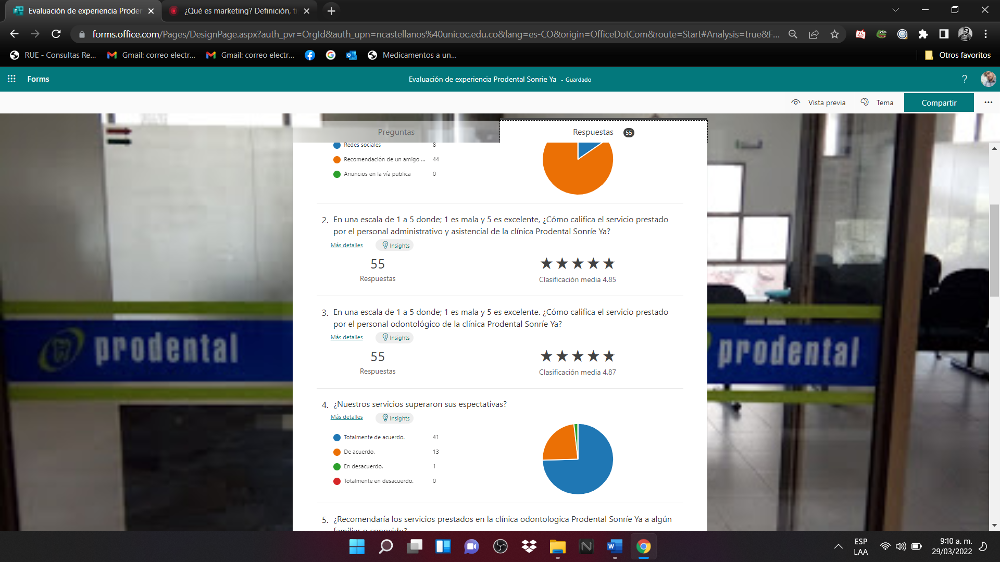 Evaluación de experiencia Proden
¿Qué es marketing? Definición, ti
forms.office.com/Pages/DesignPage.aspx?auth_pvr=OrgId&auth_upn=ncastellanos%40unicoc.edu.co&lang=es-CO&origin=OfficeDotCom&route=Start#Analysis=true&F...
RUE - Consultas Re...
Gmail: correo electr...
Gmail: correo electr...
Medicamentos a un...
Otros favoritos
Forms
Evaluación de experiencia Prodental Sonrie Ya - Guardado
?
Vista previa
Tema
Compartir
Preguntas
Respuestas 55
Redes sociales 8
Recomendación de un amigo ... 44
Anuncios en la vía publica 0
2. En una escala de 1 a 5 donde; 1 es mala y 5 es excelente, ¿Cómo califica el servicio prestado
por el personal administrativo y asistencial de la clínica Prodental Sonríe Ya?
Más detalles Insights
55
Respuestas
Clasificación media 4.85
3. En una escala de 1 a 5 donde; 1 es mala y 5 es excelente. ¿Cómo califica el servicio prestado
por el personal odontológico de la clínica Prodental Sonríe Ya?
Más detalles Insights
55
Respuestas
Clasificación media 4.87
prodental
prodental
4. ¿Nuestros servicios superaron sus espectativas?
Más detalles Insights
Totalmente de acuerdo. 41
De acuerdo. 13
En desacuerdo. 1
Totalmente en desacuerdo. 0
5. ¿Recomendaría los servicios prestados en la clínica odontologica Prodental Sonríe Ya a algún
familiar o conocido?
ESP
LAA
9:10 a. m.
29/03/2022